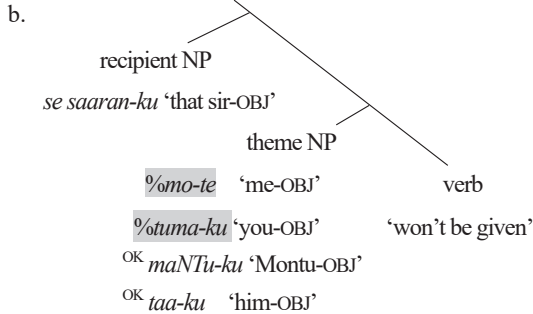 b.
recipient NP
se saaran-ku ‘that sir-OBJ’
theme NP
%mo-te ‘me-OBJ’ verb
%tuma-ku ‘you-OBJ’ ‘won’t be given’
OK maNTu-ku ‘Montu-OBJ’
OK taa-ku ‘him-OBJ’